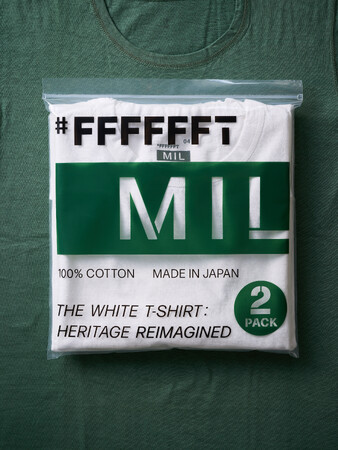 #FFFFFFT
MIL
MIL
100% COTTON MADE IN JAPAN
THE WHITE T-SHIRT:
HERITAGE REIMAGINED
2
PACK